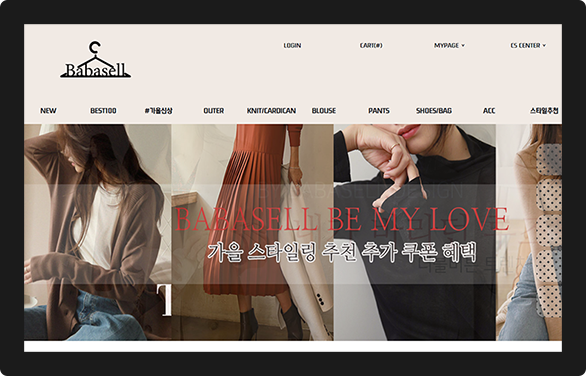 LOGIN CART(#) MYPAGE CS CENTER
Babasell
NEW BEST100 #가을신상 OUTER KNIT/CARDICAN BLOUSE PANTS SHOES/BAG ACC 스타일추천
BABASELL BE MY LOVE
가을 스타일링 추천 추가 쿠폰 혜택